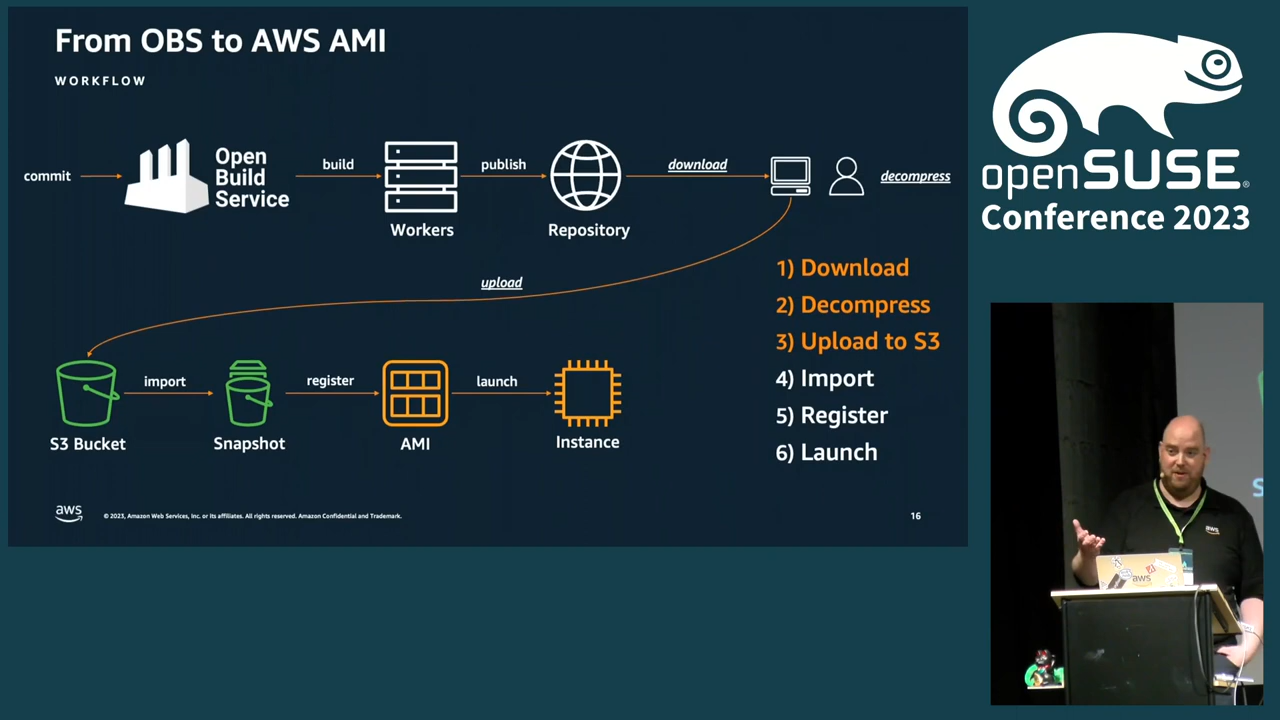 From OBS to AWS AMI
WORKFLOW
commit
Open
Build
Service
build
Workers
publish
Repository
download
decompress
upload
1) Download
2) Decompress
3) Upload to S3
4) Import
5) Register
6) Launch
S3 Bucket
import
Snapshot
register
AMI
launch
Instance
aws
© 2023, Amazon Web Services, Inc. or its affiliates. All rights reserved. Amazon Confidential and Trademark.
16
openSUSE®
Conference 2023
aws
aws
S